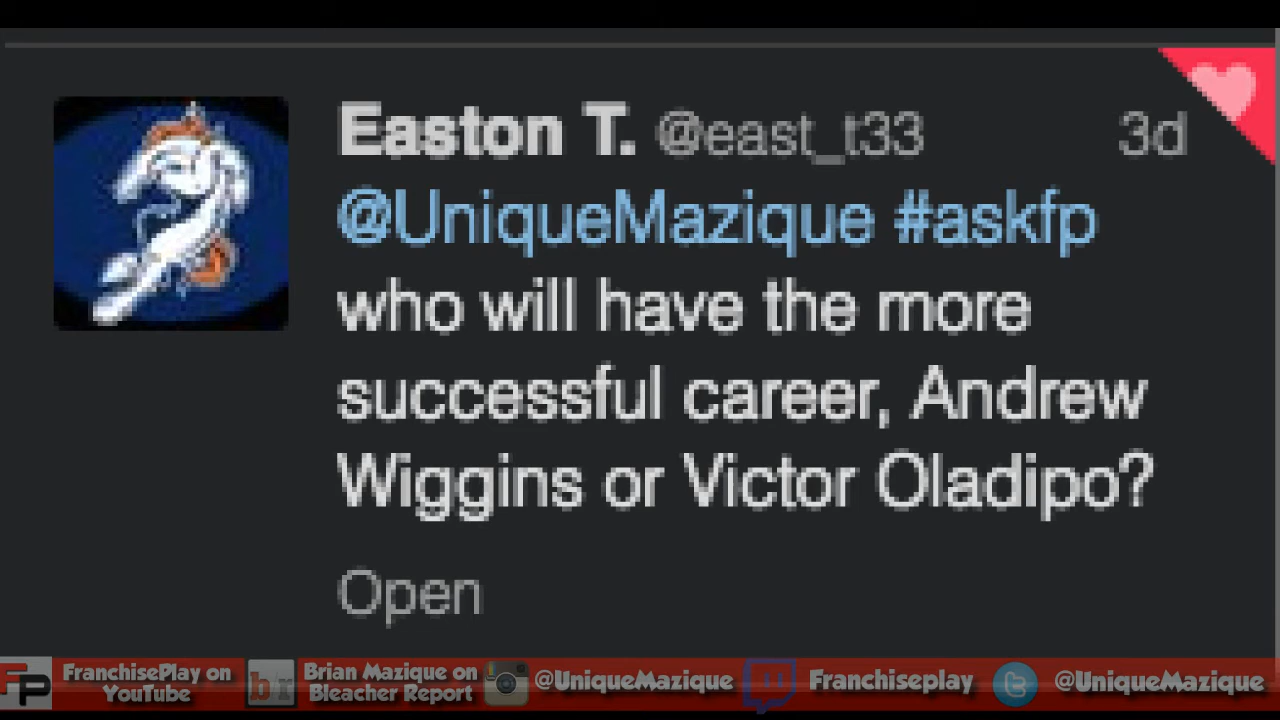 Easton T. @east_t33 3d
@UniqueMazique #askfp
who will have the more
successful career, Andrew
Wiggins or Victor Oladipo?
Open
FP FranchisePlay on YouTube br Brian Mazique on Bleacher Report @UniqueMazique Franchiseplay @UniqueMazique